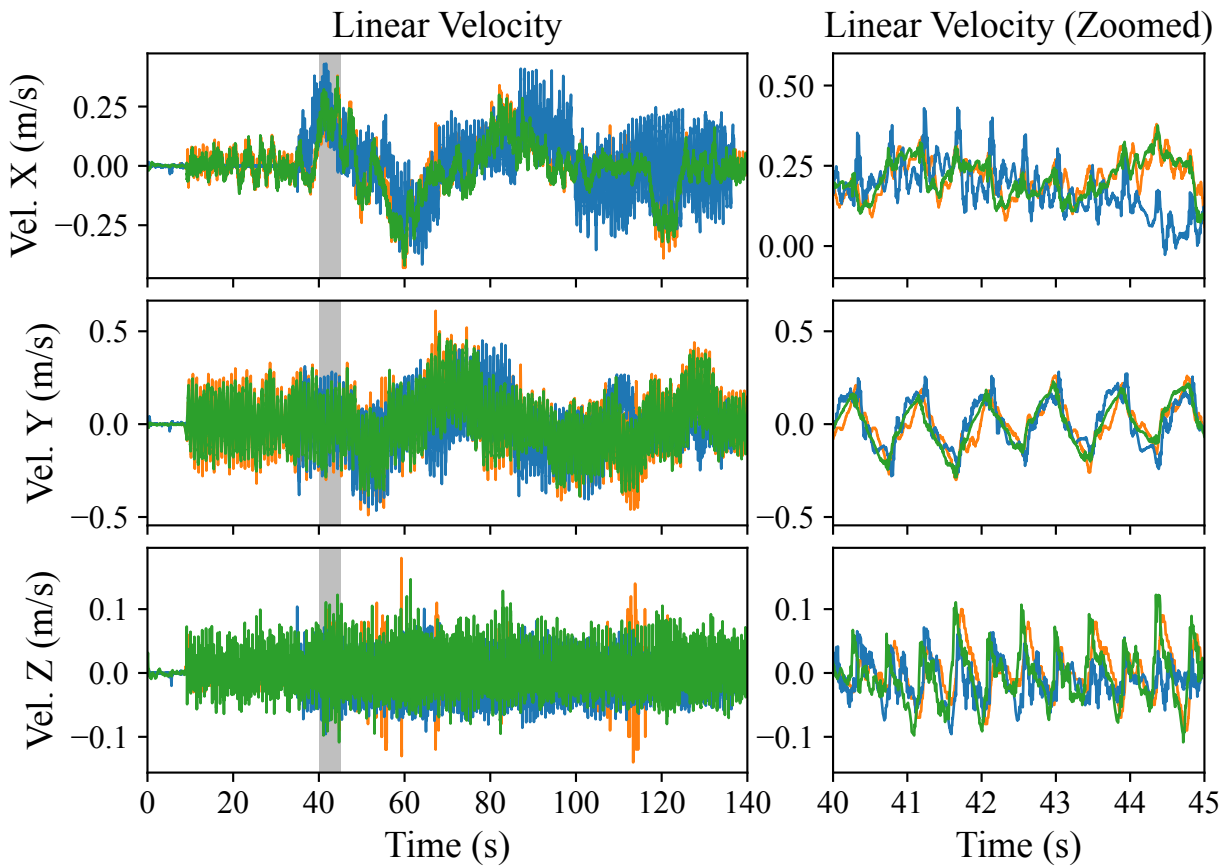 Linear Velocity
Linear Velocity (Zoomed)
Vel. X (m/s)
0.25
0.00
−0.25
0.50
0.25
0.00
Vel. Y (m/s)
0.5
0.0
−0.5
0.5
0.0
−0.5
Vel. Z (m/s)
0.1
0.0
−0.1
0.1
0.0
−0.1
0 20 40 60 80 100 120 140
40 41 42 43 44 45
Time (s)
Time (s)